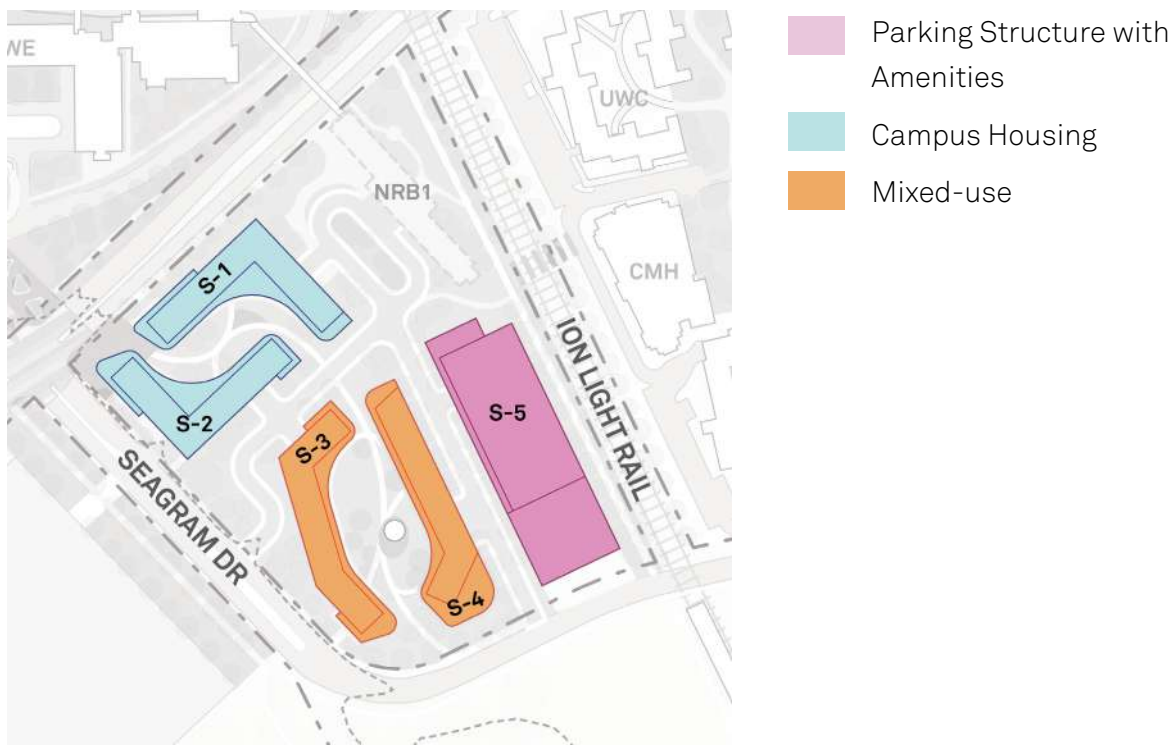 WE
UWC
NRB1
CMH
S-1
S-2
S-3
S-4
S-5
ION LIGHT RAIL
SEAGRAM DR
Parking Structure with
Amenities
Campus Housing
Mixed-use